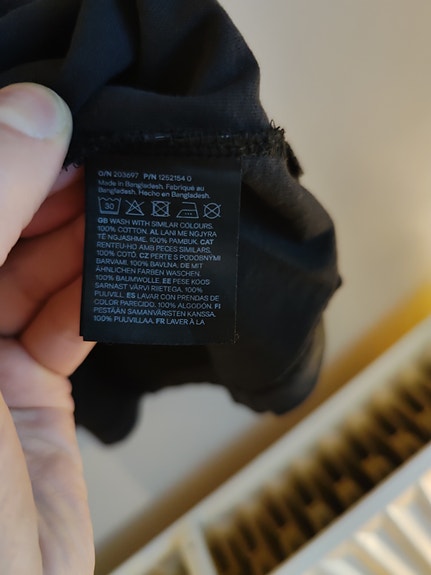 O/N 203697 P/N 1252154 0
Made in Bangladesh. Fabriqué au
Bangladesh. Hecho en Bangladesh.
30
GB WASH WITH SIMILAR COLOURS.
100% COTTON. AL LANI ME NGJYRA
TË NGJASHME. 100% PAMBUK. CAT
RENTEU-HO AMB PECES SIMILARS,
100% COTÓ. CZ PERTE S PODOBNÝMI
BARVAMI. 100% BAVLNA. DE MIT
ÄHNLICHEN FARBEN WASCHEN.
100% BAUMWOLLE. EE PESE KOOS
SARNAST VÄRVI RIIETEGA. 100%
PUUVILL. ES LAVAR CON PRENDAS DE
COLOR PARECIDO. 100% ALGODÓN. FI
PESTÄÄN SAMANVÄRISTEN KANSSA.
100% PUUVILLAA. FR LAVER À LA